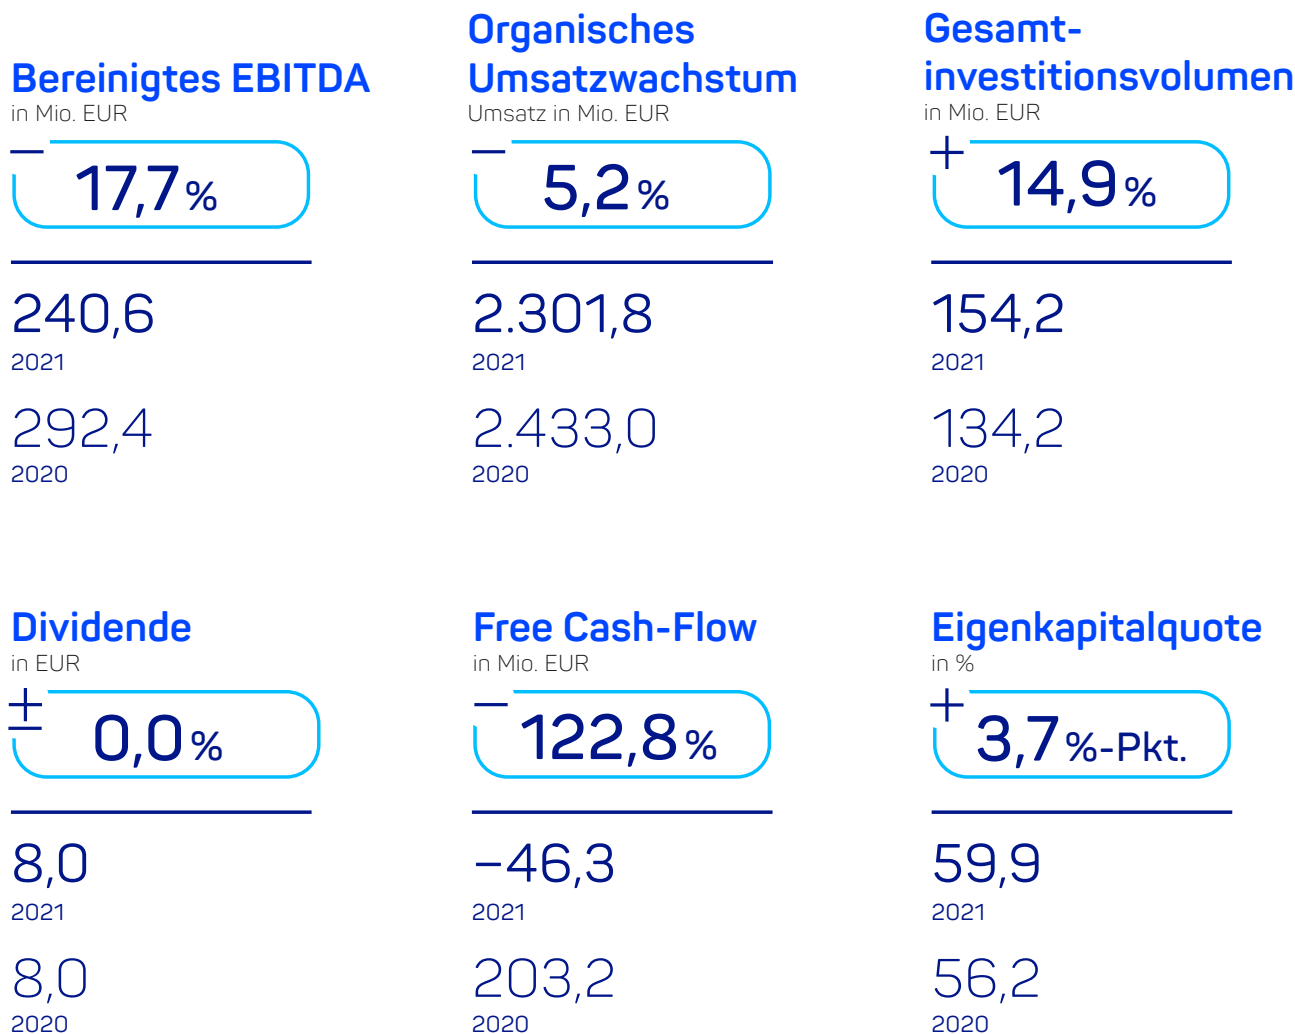 Bereinigtes EBITDA
in Mio. EUR
− 17,7 %
240,6
2021
292,4
2020
Organisches
Umsatzwachstum
Umsatz in Mio. EUR
− 5,2 %
2.301,8
2021
2.433,0
2020
Gesamt-
investitionsvolumen
in Mio. EUR
+ 14,9 %
154,2
2021
134,2
2020
Dividende
in EUR
± 0,0 %
8,0
2021
8,0
2020
Free Cash-Flow
in Mio. EUR
− 122,8 %
−46,3
2021
203,2
2020
Eigenkapitalquote
in %
+ 3,7 %-Pkt.
59,9
2021
56,2
2020